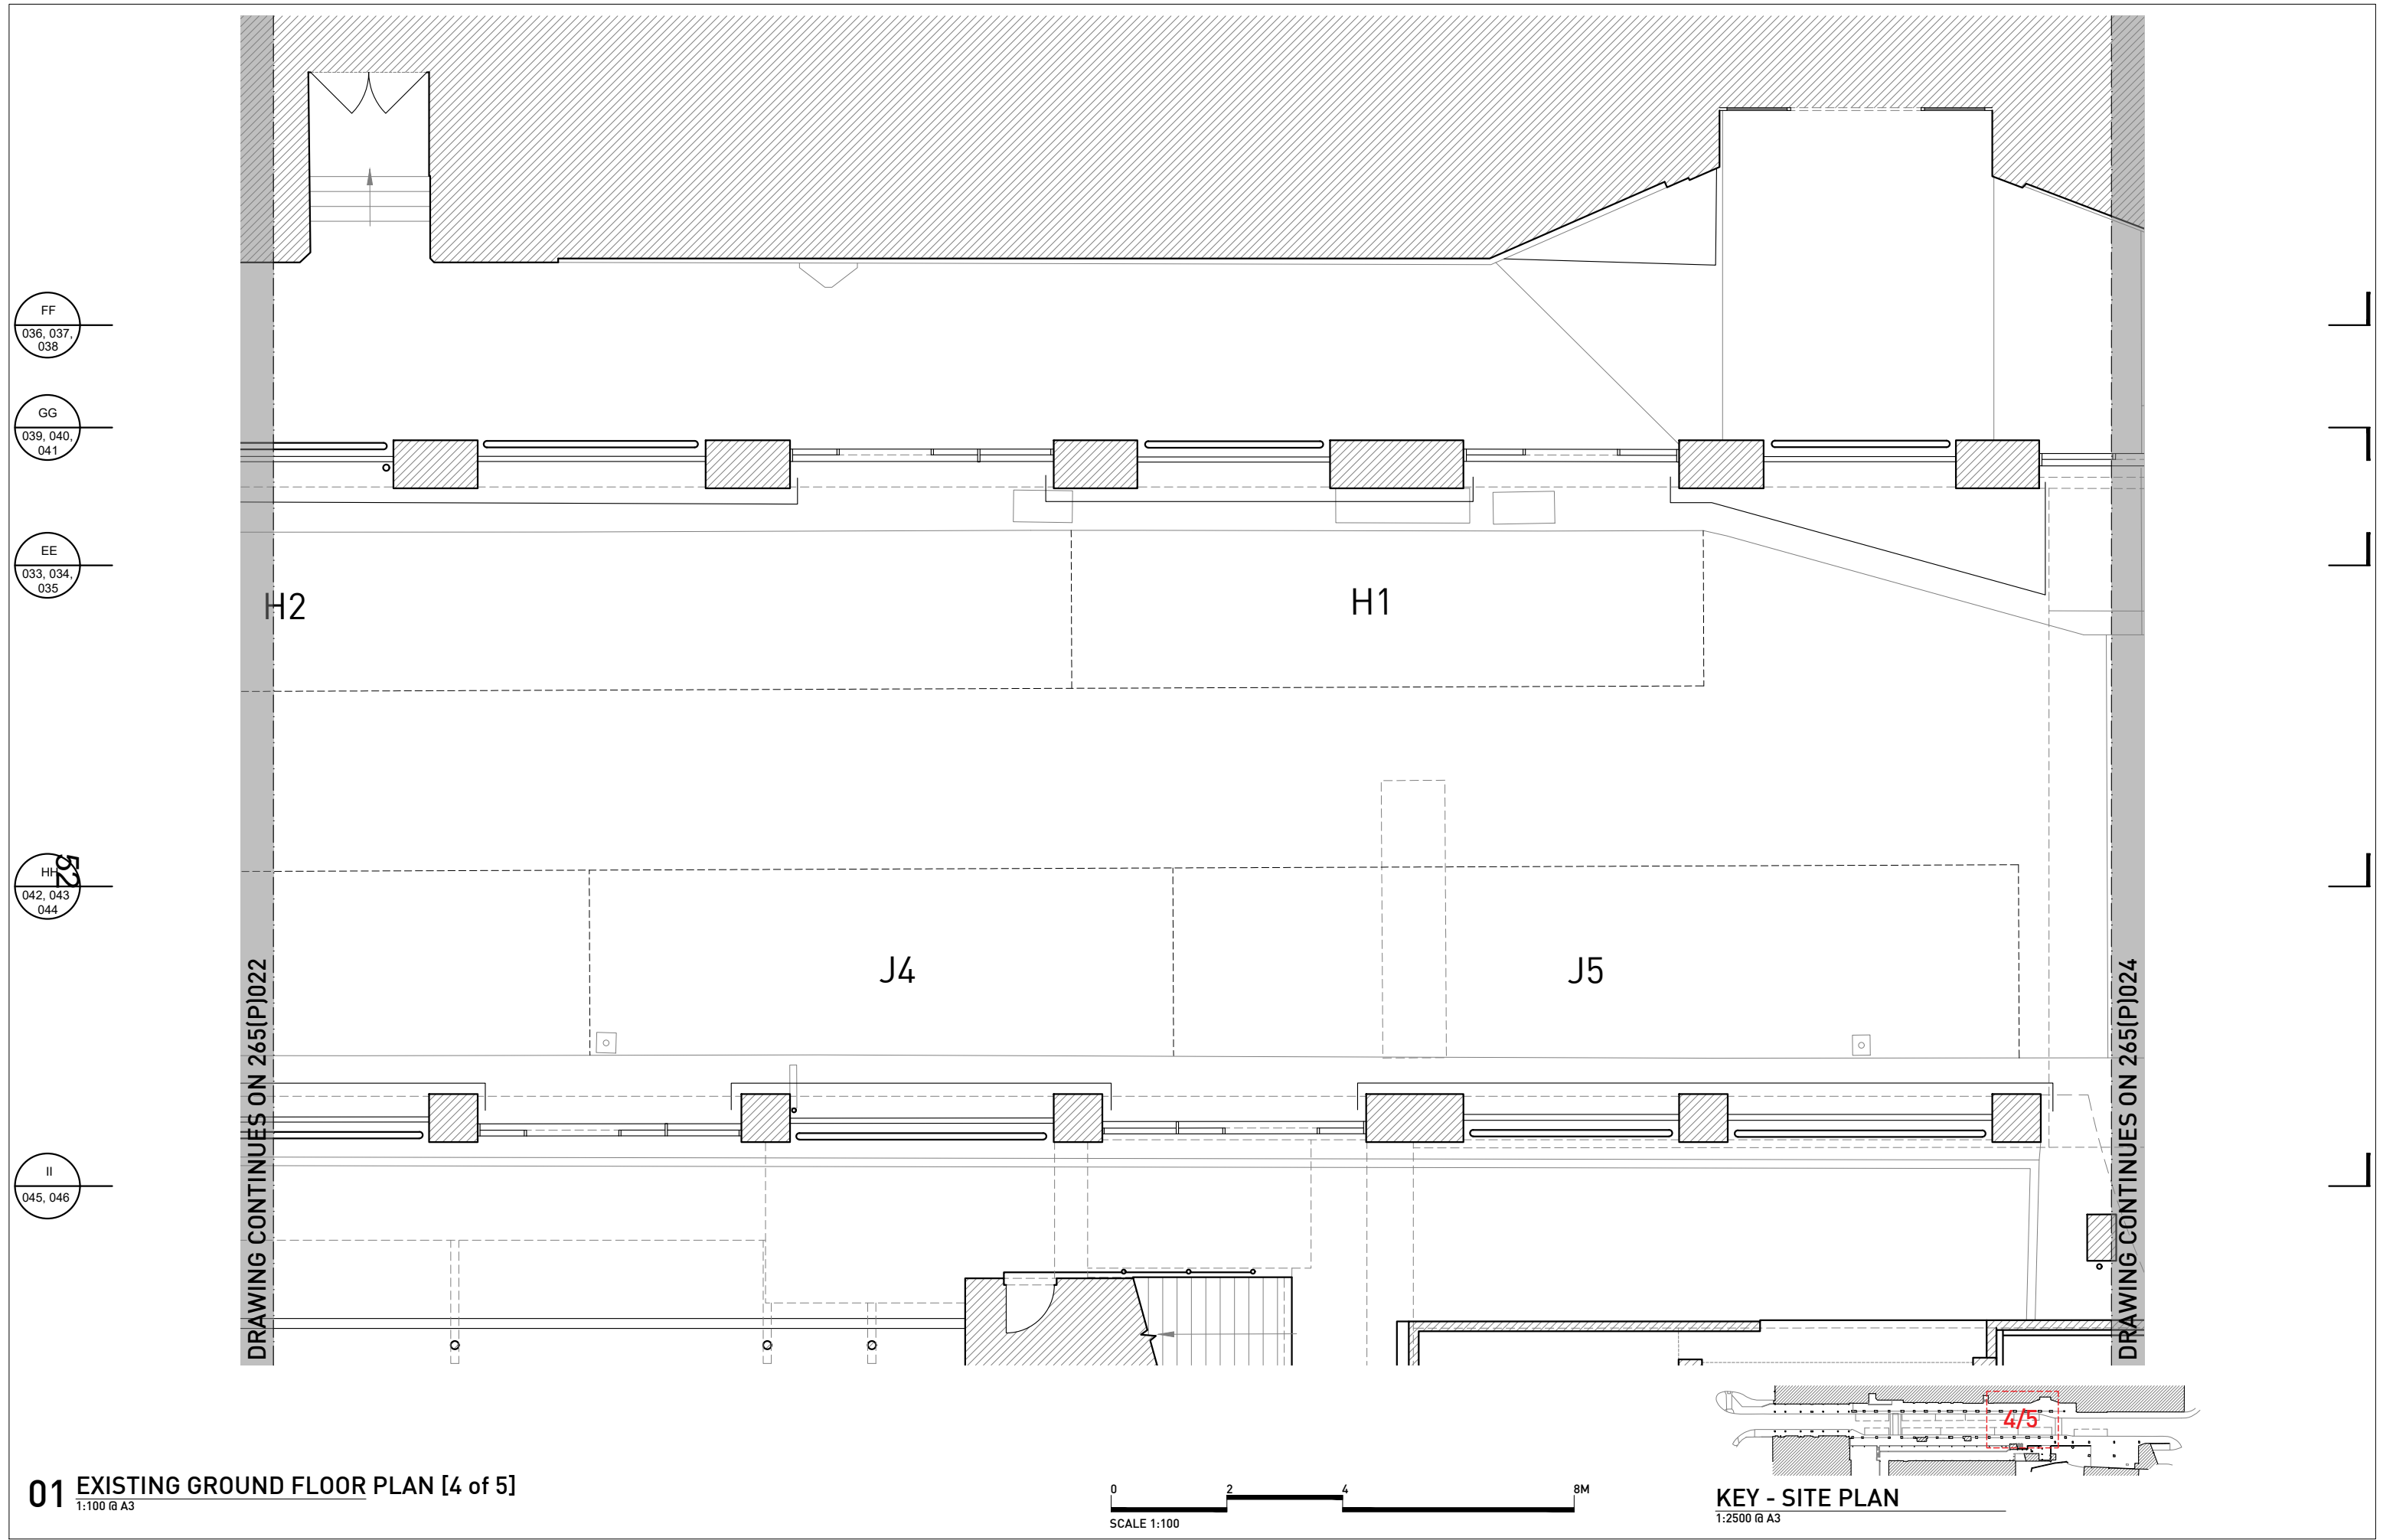 FF
036, 037,
038
GG
039, 040,
041
EE
033, 034,
035
H2
H1
HH
52
042, 043
044
J4
J5
DRAWING CONTINUES ON 265(P)022
DRAWING CONTINUES ON 265(P)024
II
045, 046
4/5
01 EXISTING GROUND FLOOR PLAN [4 of 5]
1:100 @ A3
0 2 4 8M
SCALE 1:100
KEY - SITE PLAN
1:2500 @ A3